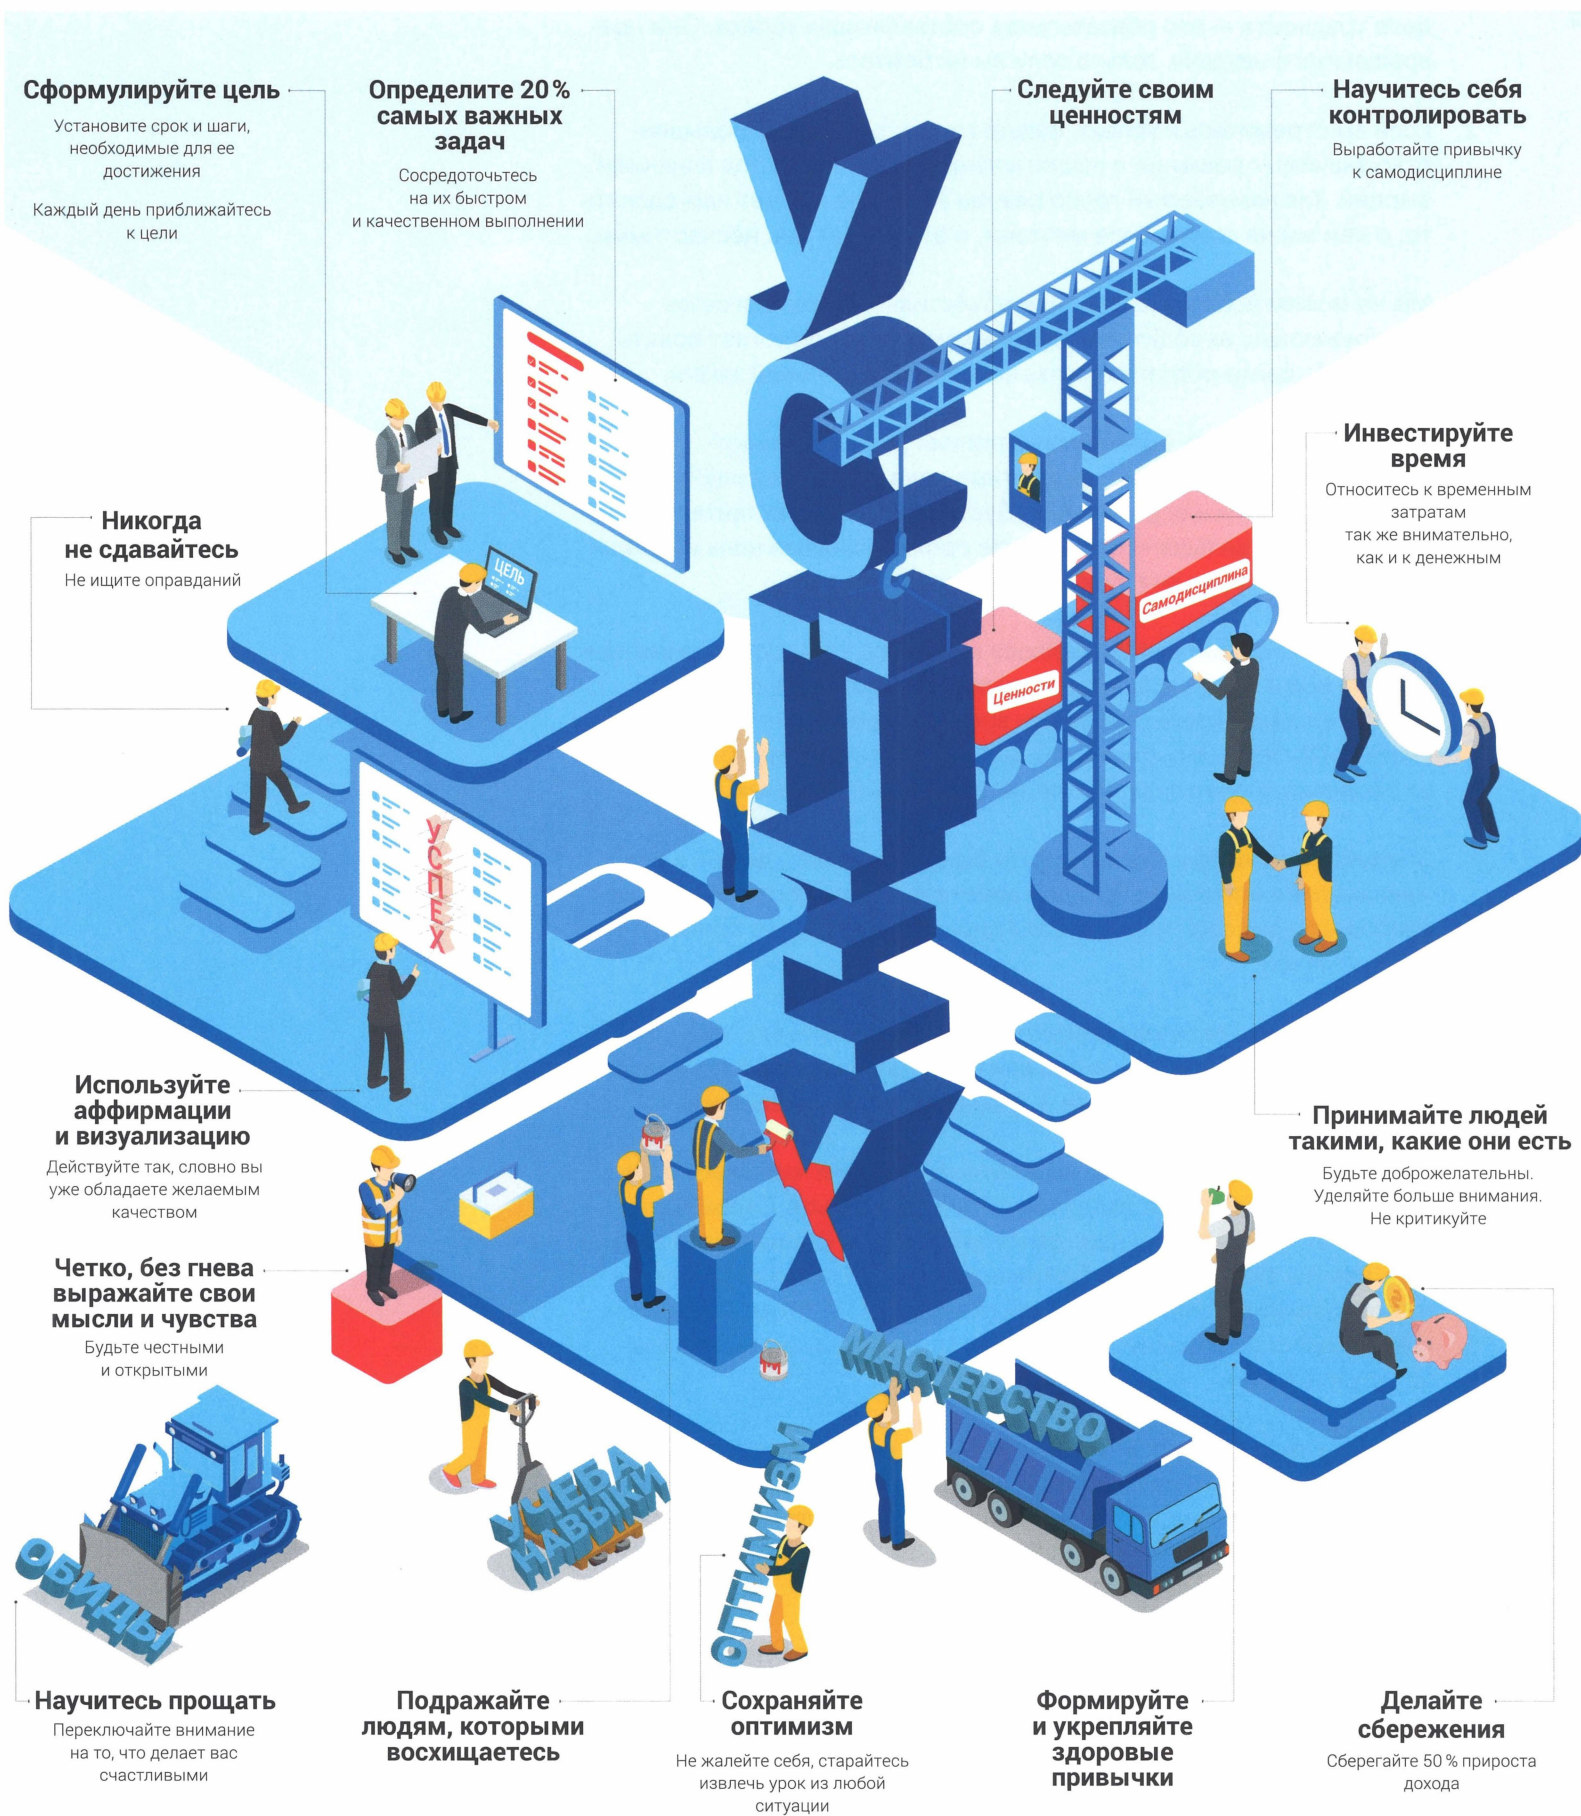 Сформулируйте цель
Установите срок и шаги,
необходимые для ее
достижения
Каждый день приближайтесь
к цели
Определите 20 %
самых важных
задач
Сосредоточьтесь
на их быстром
и качественном выполнении
Следуйте своим
ценностям
Научитесь себя
контролировать
Выработайте привычку
к самодисциплине
УСПЕХ
Инвестируйте
время
Относитесь к временным
затратам
так же внимательно,
как и к денежным
Никогда
не сдавайтесь
Не ищите оправданий
ЦЕЛЬ
Самодисциплина
Ценности
УСПЕХ
Используйте
аффирмации
и визуализацию
Действуйте так, словно вы
уже обладаете желаемым
качеством
Принимайте людей
такими, какие они есть
Будьте доброжелательны.
Уделяйте больше внимания.
Не критикуйте
Четко, без гнева
выражайте свои
мысли и чувства
Будьте честными
и открытыми
МАСТЕРСТВО
УЧЕБА
НАВЫКИ
ОПТИМИЗМ
ОБИДЫ
Научитесь прощать
Переключайте внимание
на то, что делает вас
счастливыми
Подражайте
людям, которыми
восхищаетесь
Сохраняйте
оптимизм
Не жалейте себя, старайтесь
извлечь урок из любой
ситуации
Формируйте
и укрепляйте
здоровые
привычки
Делайте
сбережения
Сберегайте 50 % прироста
дохода